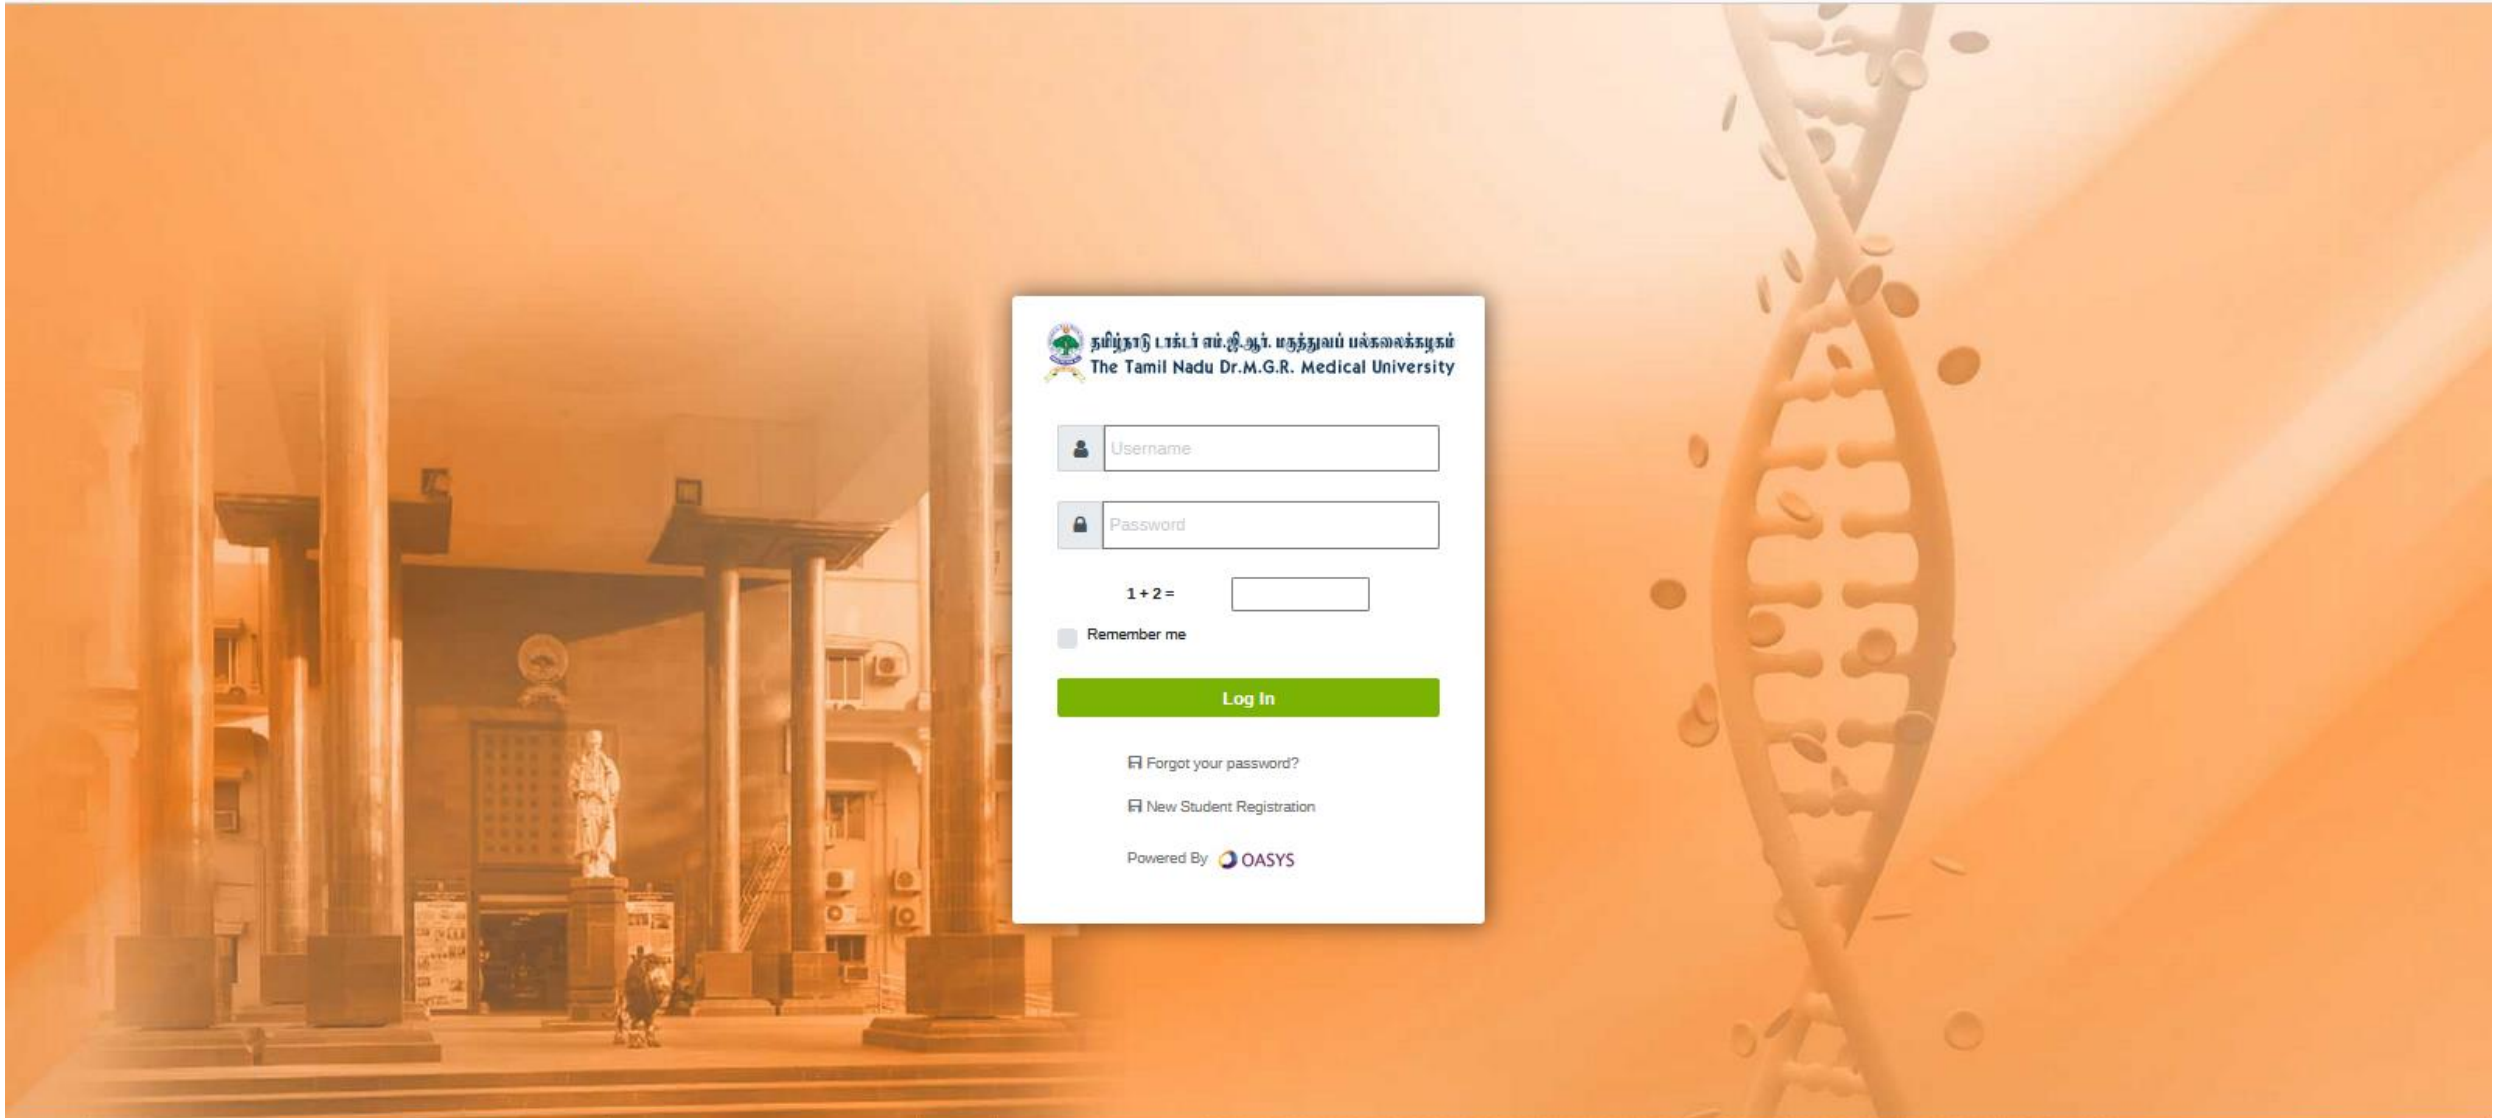 தமிழ்நாடு டாக்டர் எம்.ஜி.ஆர். மருத்துவப் பல்கலைக்கழகம்
The Tamil Nadu Dr.M.G.R. Medical University
Username
Password
1 + 2 =
Remember me
Log In
Forgot your password?
New Student Registration
Powered By OASYS